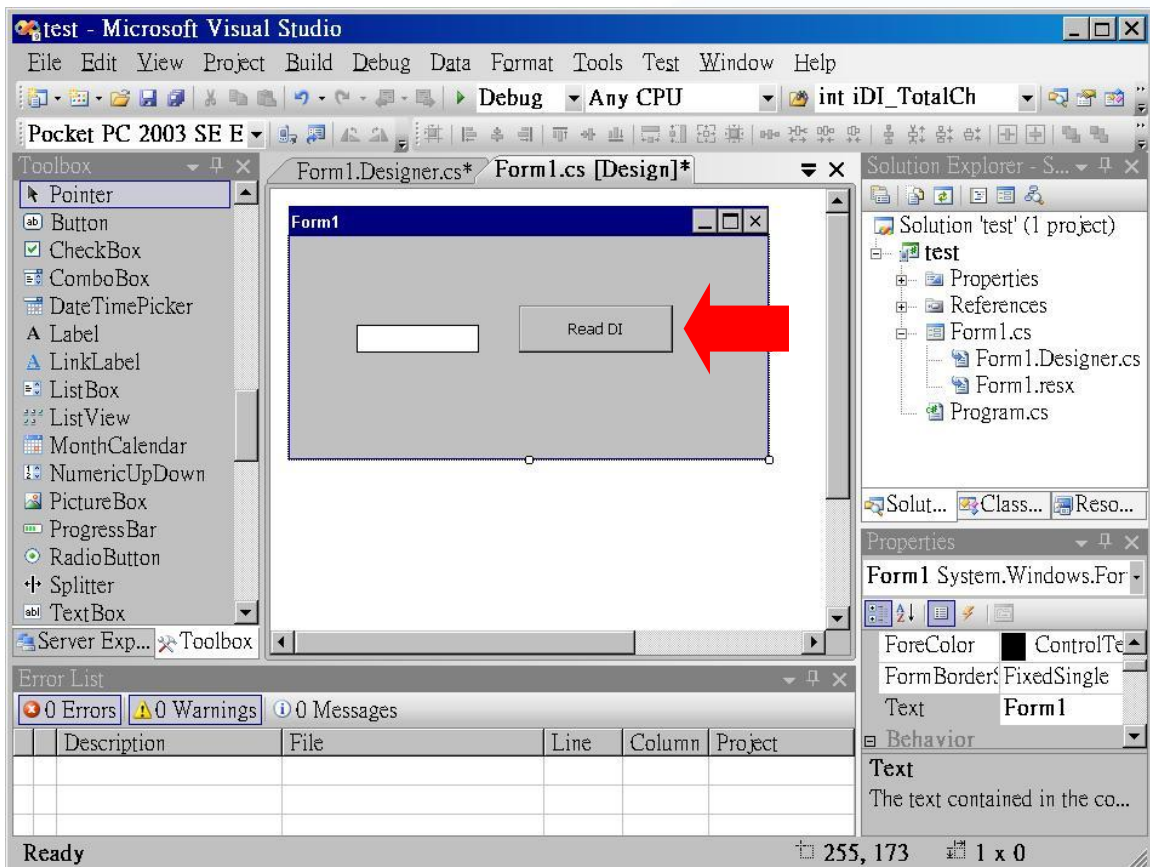 test - Microsoft Visual Studio
File Edit View Project Build Debug Data Format Tools Test Window Help
Debug Any CPU int iDI_TotalCh
Pocket PC 2003 SE E
Toolbox
Pointer
Button
CheckBox
ComboBox
DateTimePicker
A Label
A LinkLabel
ListBox
ListView
MonthCalendar
NumericUpDown
PictureBox
ProgressBar
RadioButton
Splitter
TextBox
Server Exp... Toolbox
Form1.Designer.cs* Form1.cs [Design]*
Form1
Read DI
Solution Explorer - S...
Solution 'test' (1 project)
test
Properties
References
Form1.cs
Form1.Designer.cs
Form1.resx
Program.cs
Solut... Class... Reso...
Properties
Form1 System.Windows.For
ForeColor ControlTe
FormBorderS FixedSingle
Text Form1
Behavior
Text
The text contained in the co...
Error List
0 Errors 0 Warnings 0 Messages
Description File Line Column Project
Ready 255, 173 1 x 0